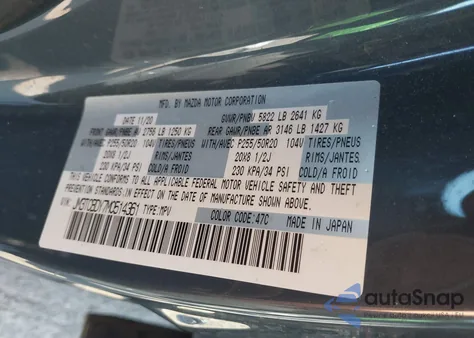 MFD. BY MAZDA MOTOR CORPORATION
DATE 11/20 GVWR/PNBV 5822 LB 2641 KG
FRONT GAWR/PNBE AV 2756 LB 1250 KG REAR GAWR/PNBE AR 3146 LB 1427 KG
WITH/AVEC P255/50R20 104V TIRES/PNEUS WITH/AVEC P255/50R20 104V TIRES/PNEUS
20X8 1/2J RIMS/JANTES 20X8 1/2J RIMS/JANTES
230 KPA/34 PSI COLD/A FROID 230 KPA/34 PSI COLD/A FROID
THIS VEHICLE CONFORMS TO ALL APPLICABLE FEDERAL MOTOR VEHICLE SAFETY AND THEFT
PREVENTION STANDARDS IN EFFECT ON THE DATE OF MANUFACTURE SHOWN ABOVE.
VIN: TYPE: MPV COLOR CODE: 47C MADE IN JAPAN
autoSnap